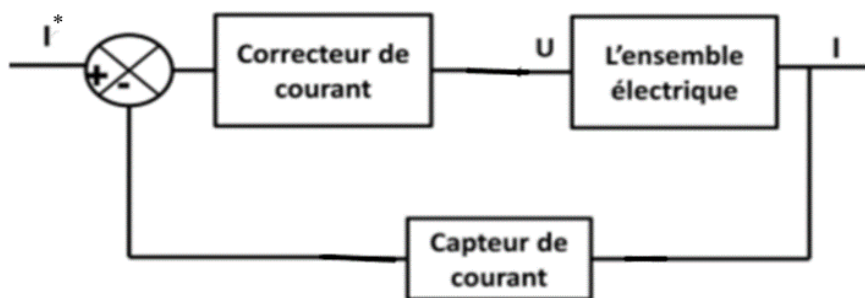 I*
+
-
Correcteur de
courant
U
L'ensemble
électrique
I
Capteur de
courant